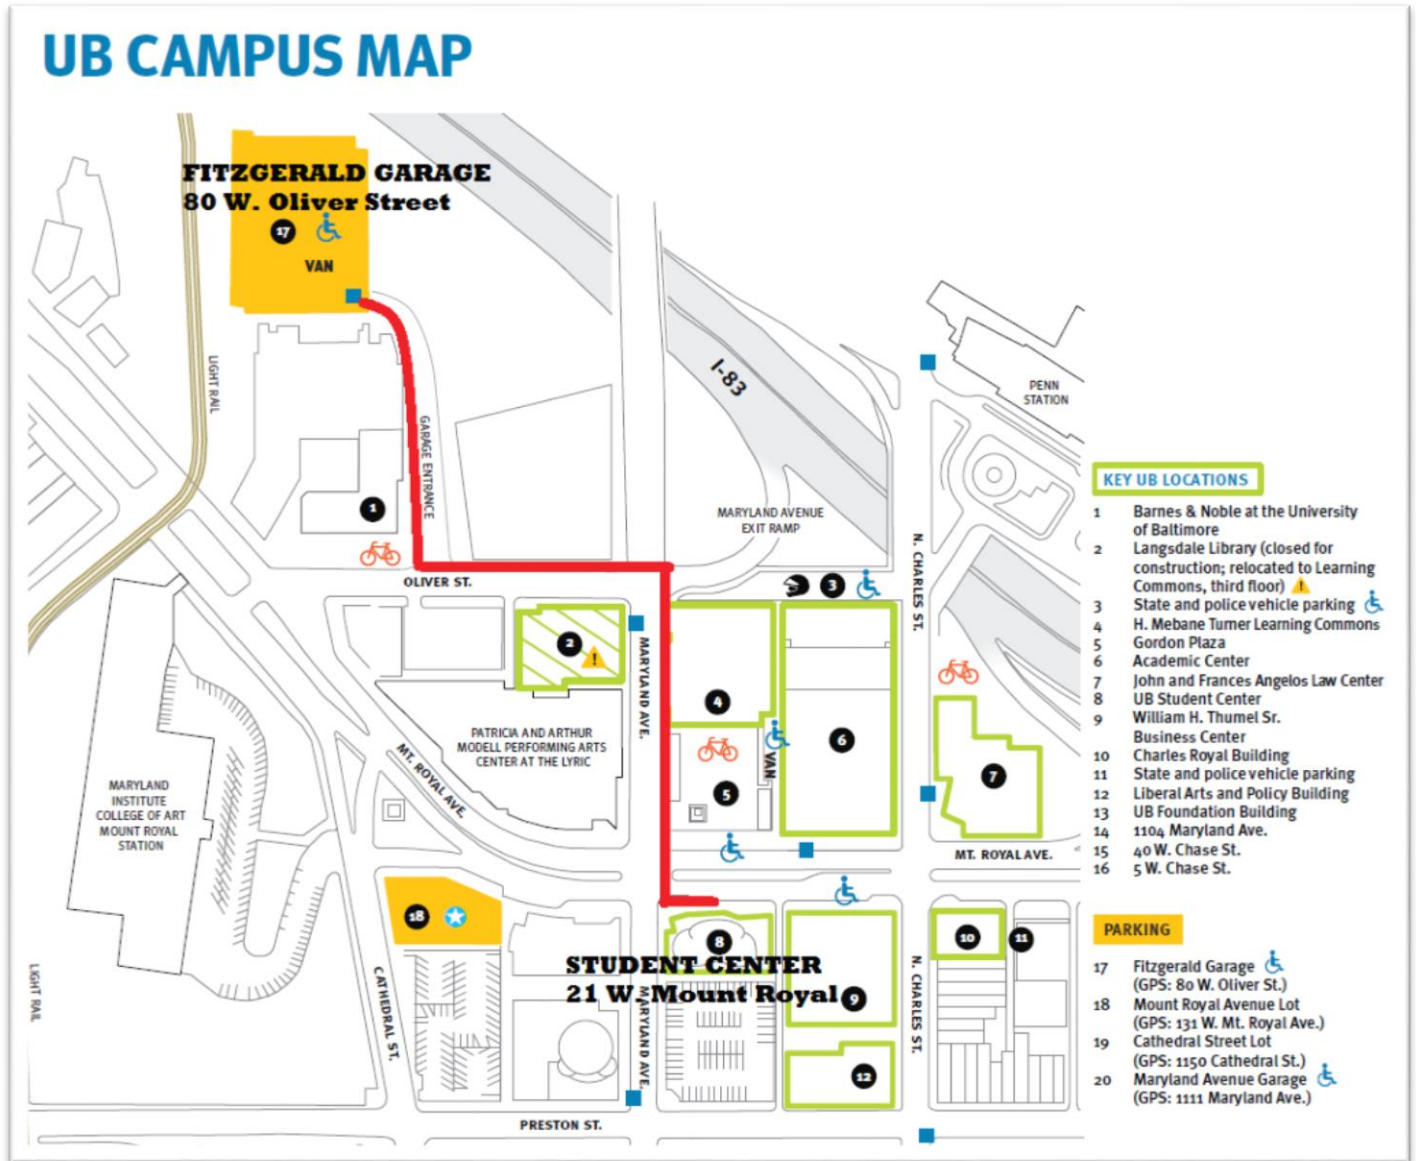 UB CAMPUS MAP
FITZGERALD GARAGE
80 W. Oliver Street
17
VAN
LIGHT RAIL
GARAGE ENTRANCE
1
OLIVER ST.
I-83
MARYLAND AVENUE
EXIT RAMP
PENN
STATION
N. CHARLES ST.
3
2
!
MARYLAND AVE.
4
PATRICIA AND ARTHUR
MODELL PERFORMING ARTS
CENTER AT THE LYRIC
MT. ROYAL AVE.
VAN
5
6
7
MARYLAND
INSTITUTE
COLLEGE OF ART
MOUNT ROYAL
STATION
MT. ROYAL AVE.
18
8
10
11
STUDENT CENTER
21 W. Mount Royal
9
LIGHT RAIL
CATHEDRAL ST.
MARYLAND AVE.
N. CHARLES ST.
12
PRESTON ST.
KEY UB LOCATIONS
1 Barnes & Noble at the University
of Baltimore
2 Langsdale Library (closed for
construction; relocated to Learning
Commons, third floor) !
3 State and police vehicle parking
4 H. Mebane Turner Learning Commons
5 Gordon Plaza
6 Academic Center
7 John and Frances Angelos Law Center
8 UB Student Center
9 William H. Thumel Sr.
Business Center
10 Charles Royal Building
11 State and police vehicle parking
12 Liberal Arts and Policy Building
13 UB Foundation Building
14 1104 Maryland Ave.
15 40 W. Chase St.
16 5 W. Chase St.
PARKING
17 Fitzgerald Garage
(GPS: 80 W. Oliver St.)
18 Mount Royal Avenue Lot
(GPS: 131 W. Mt. Royal Ave.)
19 Cathedral Street Lot
(GPS: 1150 Cathedral St.)
20 Maryland Avenue Garage
(GPS: 1111 Maryland Ave.)